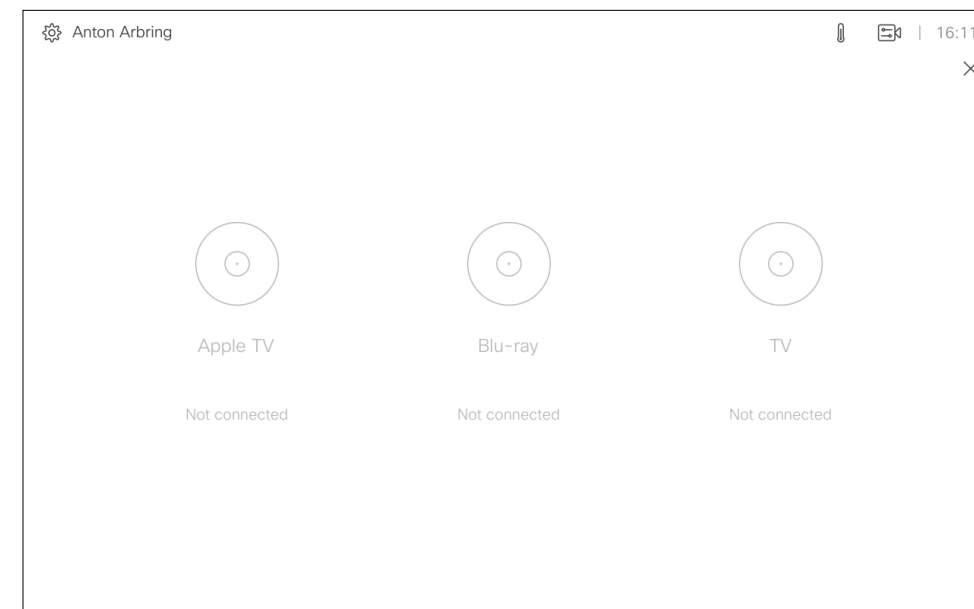 Anton Arbring
| 16:11
Apple TV
Blu-ray
TV
Not connected
Not connected
Not connected